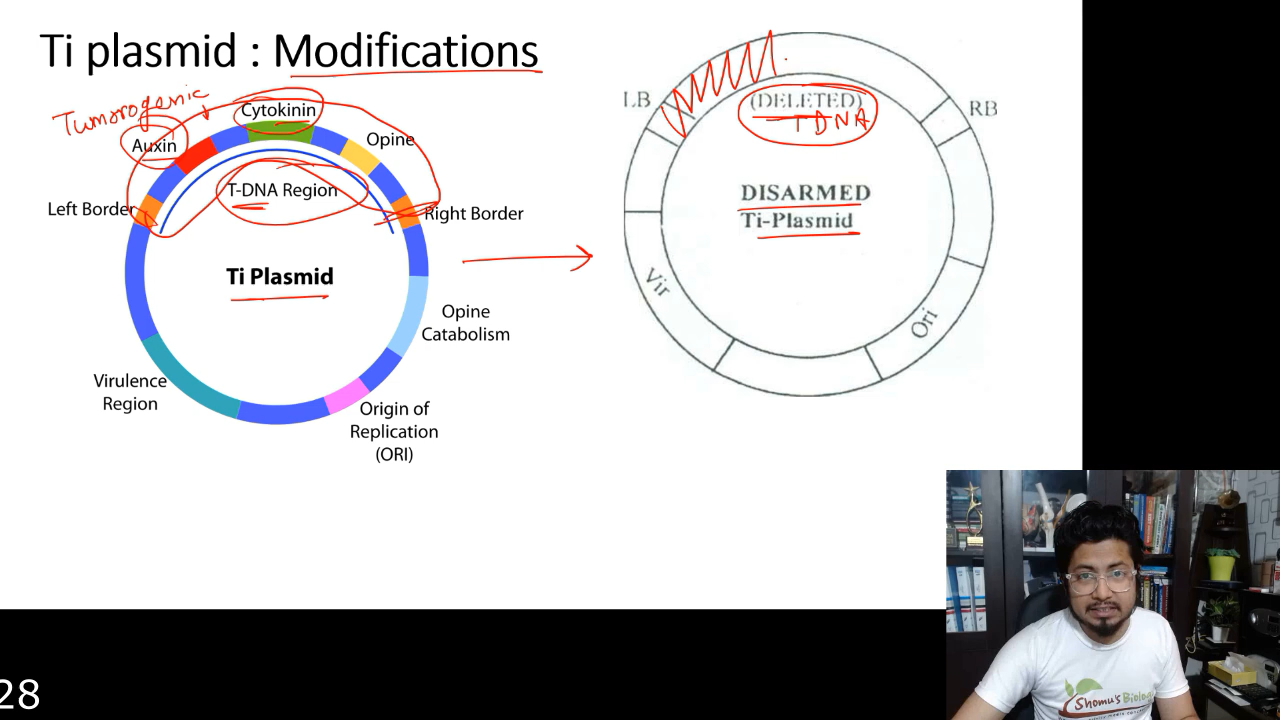 Ti plasmid : Modifications
Tumorogenic
Cytokinin
Auxin
Opine
T-DNA Region
Left Border
Right Border
Ti Plasmid
Opine
Catabolism
Virulence
Region
Origin of
Replication
(ORI)
LB
(DELETED)
TDNA
RB
DISARMED
Ti-Plasmid
Vir
Ori
28
Shomu's Biology